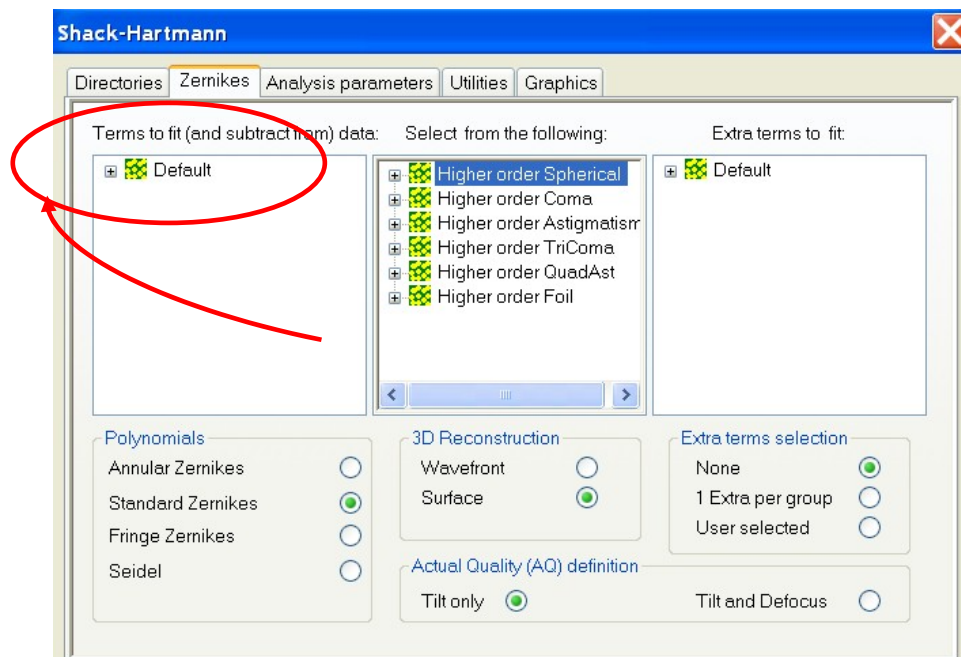 Shack-Hartmann
Directories Zernikes Analysis parameters Utilities Graphics
Terms to fit (and subtract from) data: Select from the following: Extra terms to fit:
Default
Higher order Spherical
Higher order Coma
Higher order Astigmatism
Higher order TriComa
Higher order QuadAst
Higher order Foil
Default
Polynomials
Annular Zernikes
Standard Zernikes
Fringe Zernikes
Seidel
3D Reconstruction
Wavefront
Surface
Extra terms selection
None
1 Extra per group
User selected
Actual Quality (AQ) definition
Tilt only Tilt and Defocus